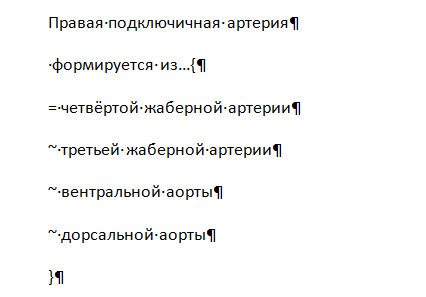 Правая подключичная артерия¶
формируется из...{¶
= четвёртой жаберной артерии¶
~ третьей жаберной артерии¶
~ вентральной аорты¶
~ дорсальной аорты¶
}¶